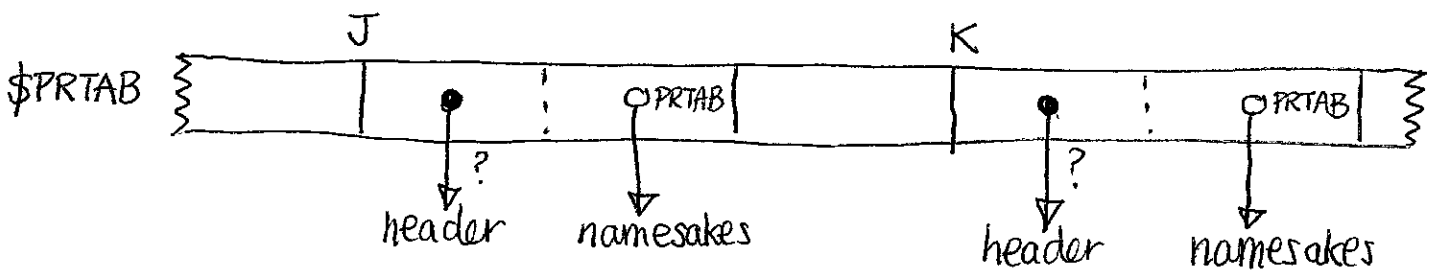 J K
$PRTAB PRTAB PRTAB
? ?
header namesakes header namesakes